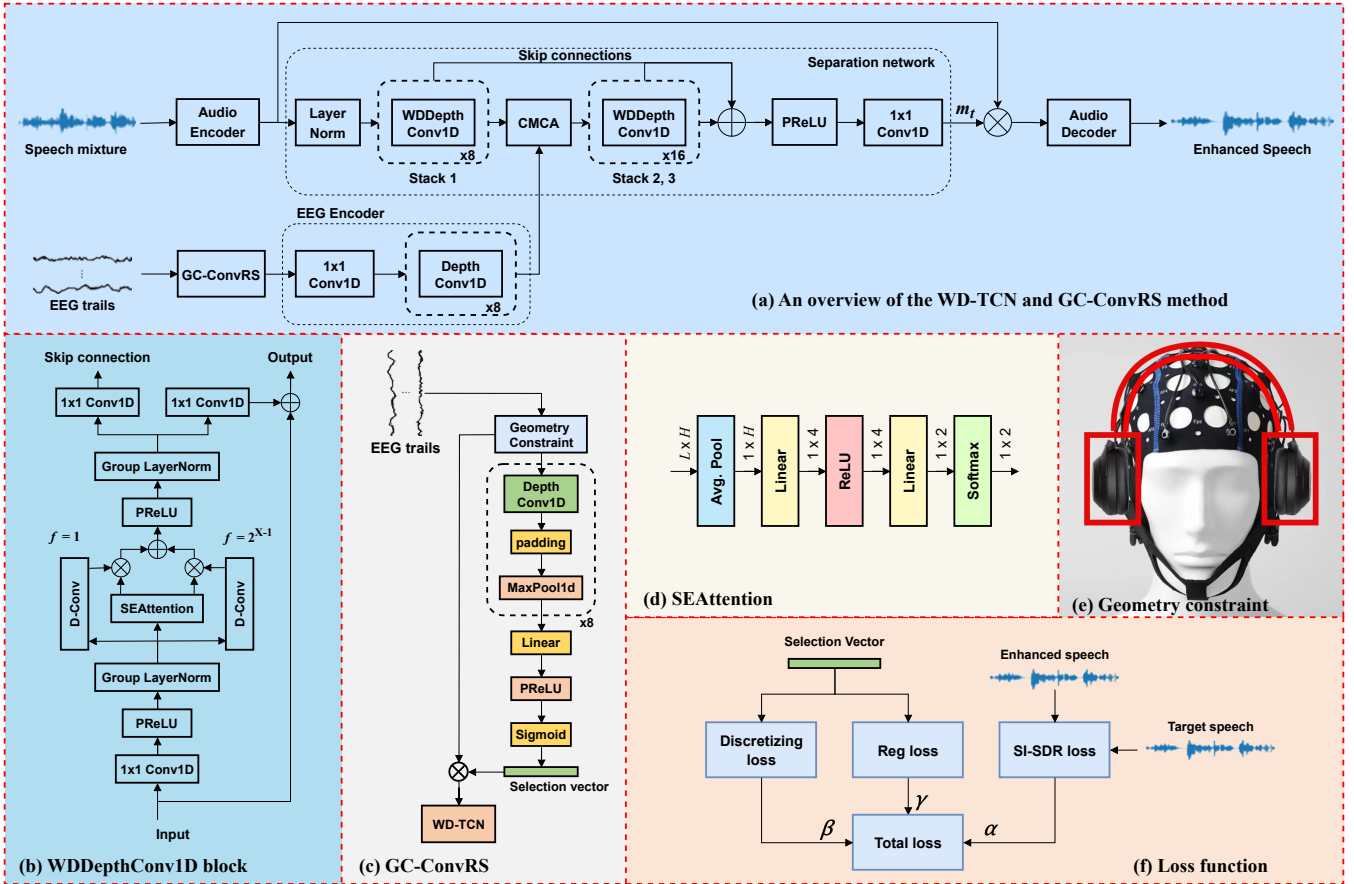 Skip connections
Separation network
Speech mixture
Audio
Encoder
Layer
Norm
WDDepth
Conv1D
x8
Stack 1
CMCA
WDDepth
Conv1D
x16
Stack 2, 3
PReLU
1x1
Conv1D
m_t
Audio
Decoder
Enhanced Speech
EEG Encoder
EEG trails
GC-ConvRS
1x1
Conv1D
Depth
Conv1D
x8
(a) An overview of the WD-TCN and GC-ConvRS method
Skip connection
Output
1x1 Conv1D
1x1 Conv1D
Group LayerNorm
PReLU
f = 1
f = 2^{X-1}
D-Conv
SEAttention
D-Conv
Group LayerNorm
PReLU
1x1 Conv1D
Input
(b) WDDepthConv1D block
EEG trails
Geometry
Constraint
Depth
Conv1D
padding
MaxPool1d
x8
Linear
PReLU
Sigmoid
Selection vector
WD-TCN
(c) GC-ConvRS
L x H
Avg. Pool
1 x H
Linear
1 x 4
ReLU
1 x 4
Linear
1 x 2
Softmax
1 x 2
(d) SEAttention
(e) Geometry constraint
Selection Vector
Enhanced speech
Target speech
Discretizing
loss
Reg loss
SI-SDR loss
β
γ
α
Total loss
(f) Loss function